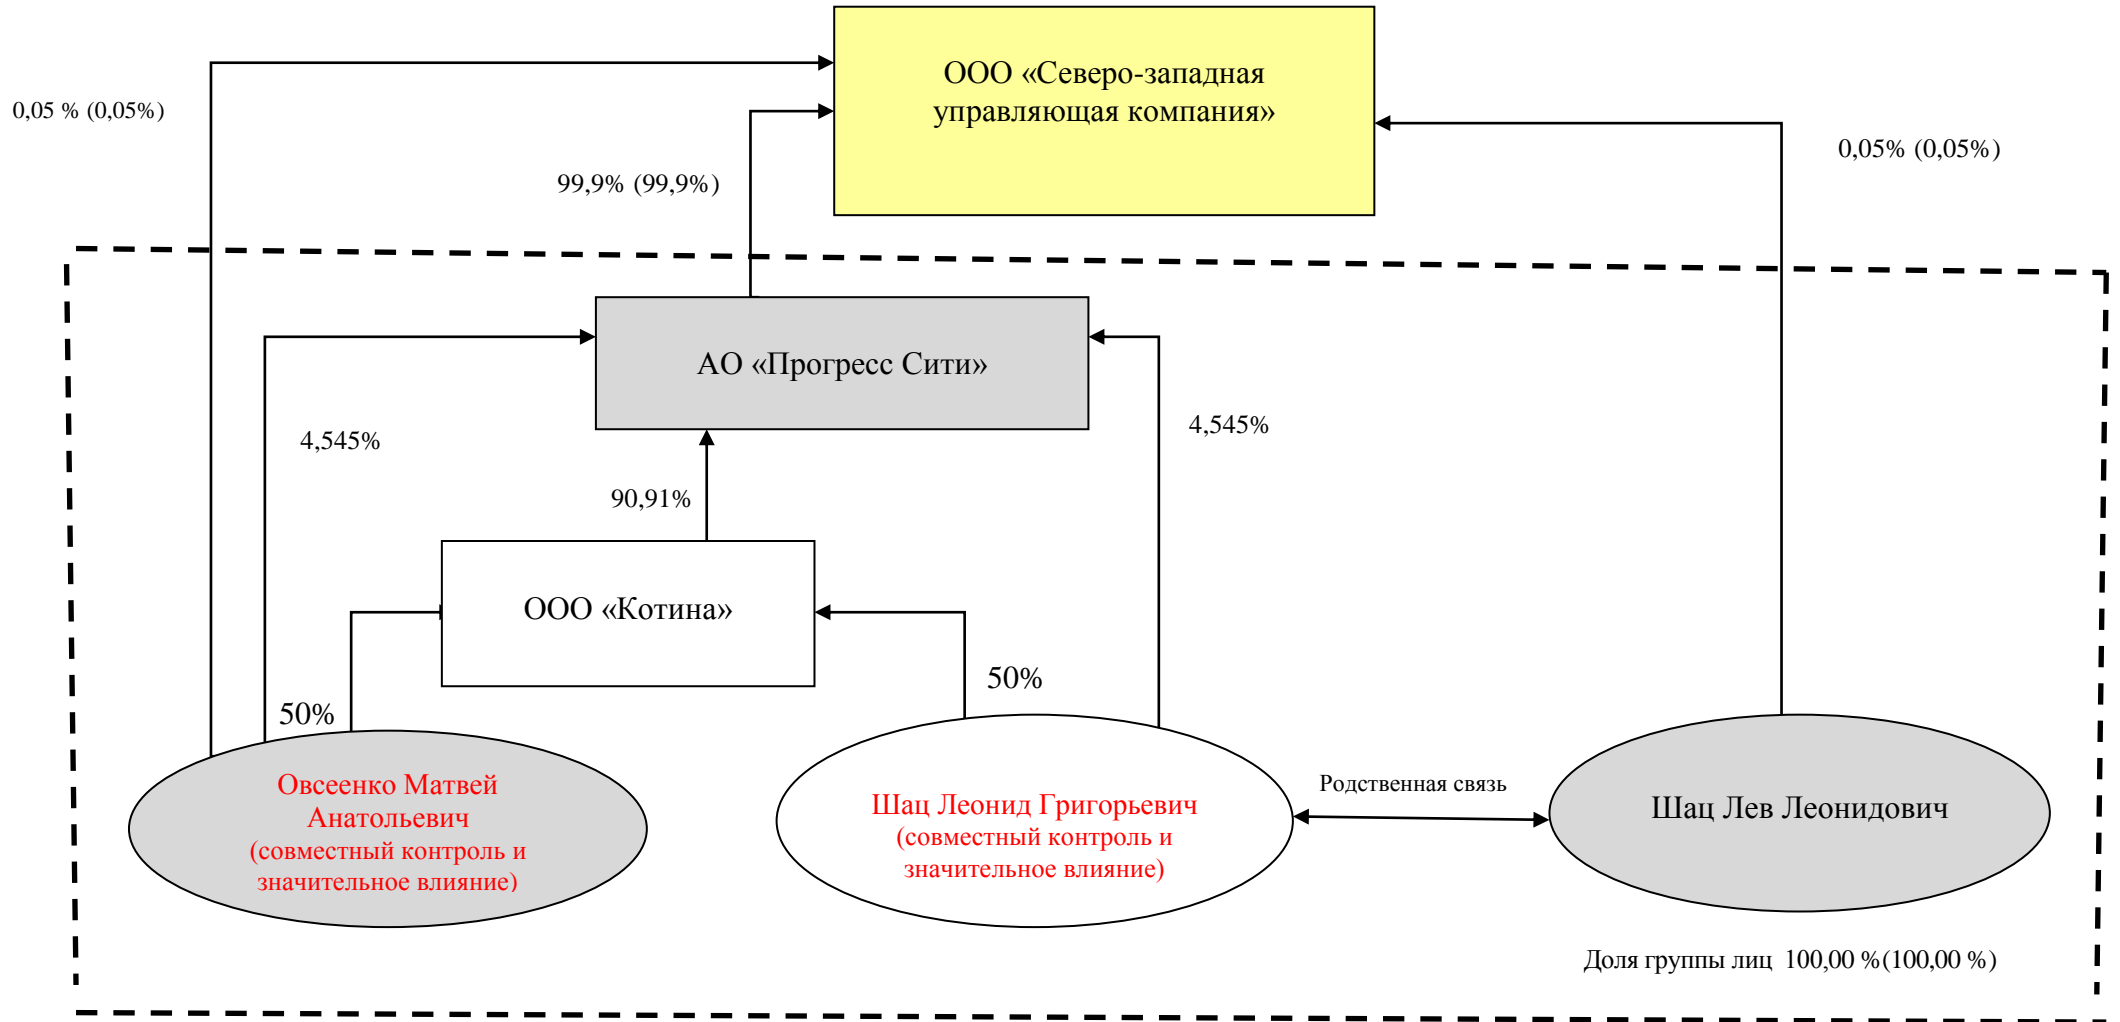 ООО «Северо-западная
управляющая компания»
0,05 % (0,05%)
0,05% (0,05%)
99,9% (99,9%)
АО «Прогресс Сити»
4,545%
4,545%
90,91%
ООО «Котина»
50%
50%
Овсеенко Матвей
Анатольевич
(совместный контроль и
значительное влияние)
Шац Леонид Григорьевич
(совместный контроль и
значительное влияние)
Родственная связь
Шац Лев Леонидович
Доля группы лиц 100,00 %(100,00 %)